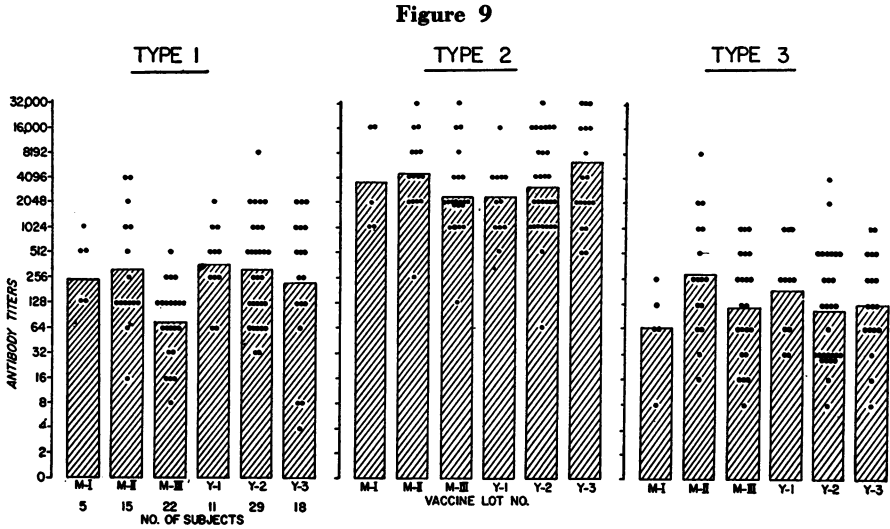 Figure 9
TYPE 1
TYPE 2
TYPE 3
ANTIBODY TITERS
32,000
16,000
8192
4096
2048
1024
512
256
128
64
32
16
8
4
2
0
M-I M-II M-III Y-1 Y-2 Y-3
M-I M-II M-III Y-1 Y-2 Y-3
M-I M-II M-III Y-1 Y-2 Y-3
5 15 22 11 29 18
NO. OF SUBJECTS
VACCINE LOT NO.